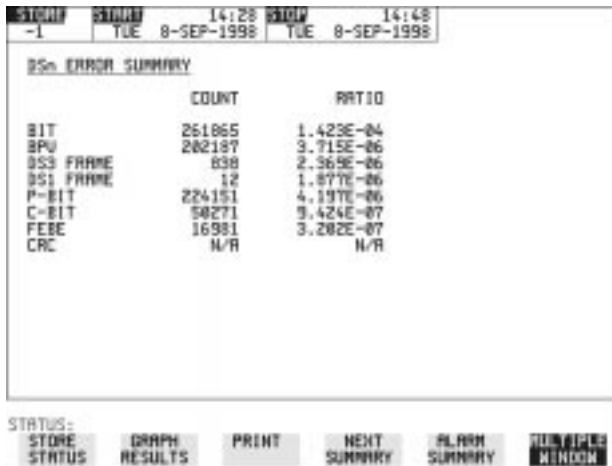 STORE START 14:28 STOP 14:48
-1 TUE 8-SEP-1998 TUE 8-SEP-1998
DSn ERROR SUMMARY
COUNT RATIO
BIT 261865 1.423E-04
BPV 202187 3.715E-06
DS3 FRAME 838 2.369E-06
DS1 FRAME 12 1.877E-06
P-BIT 224151 4.197E-06
C-BIT 50271 9.424E-07
FEBE 16981 3.202E-07
CRC N/A N/A
STATUS:
STORE STATUS GRAPH RESULTS PRINT NEXT SUMMARY ALARM SUMMARY MULTIPLE WINDOW